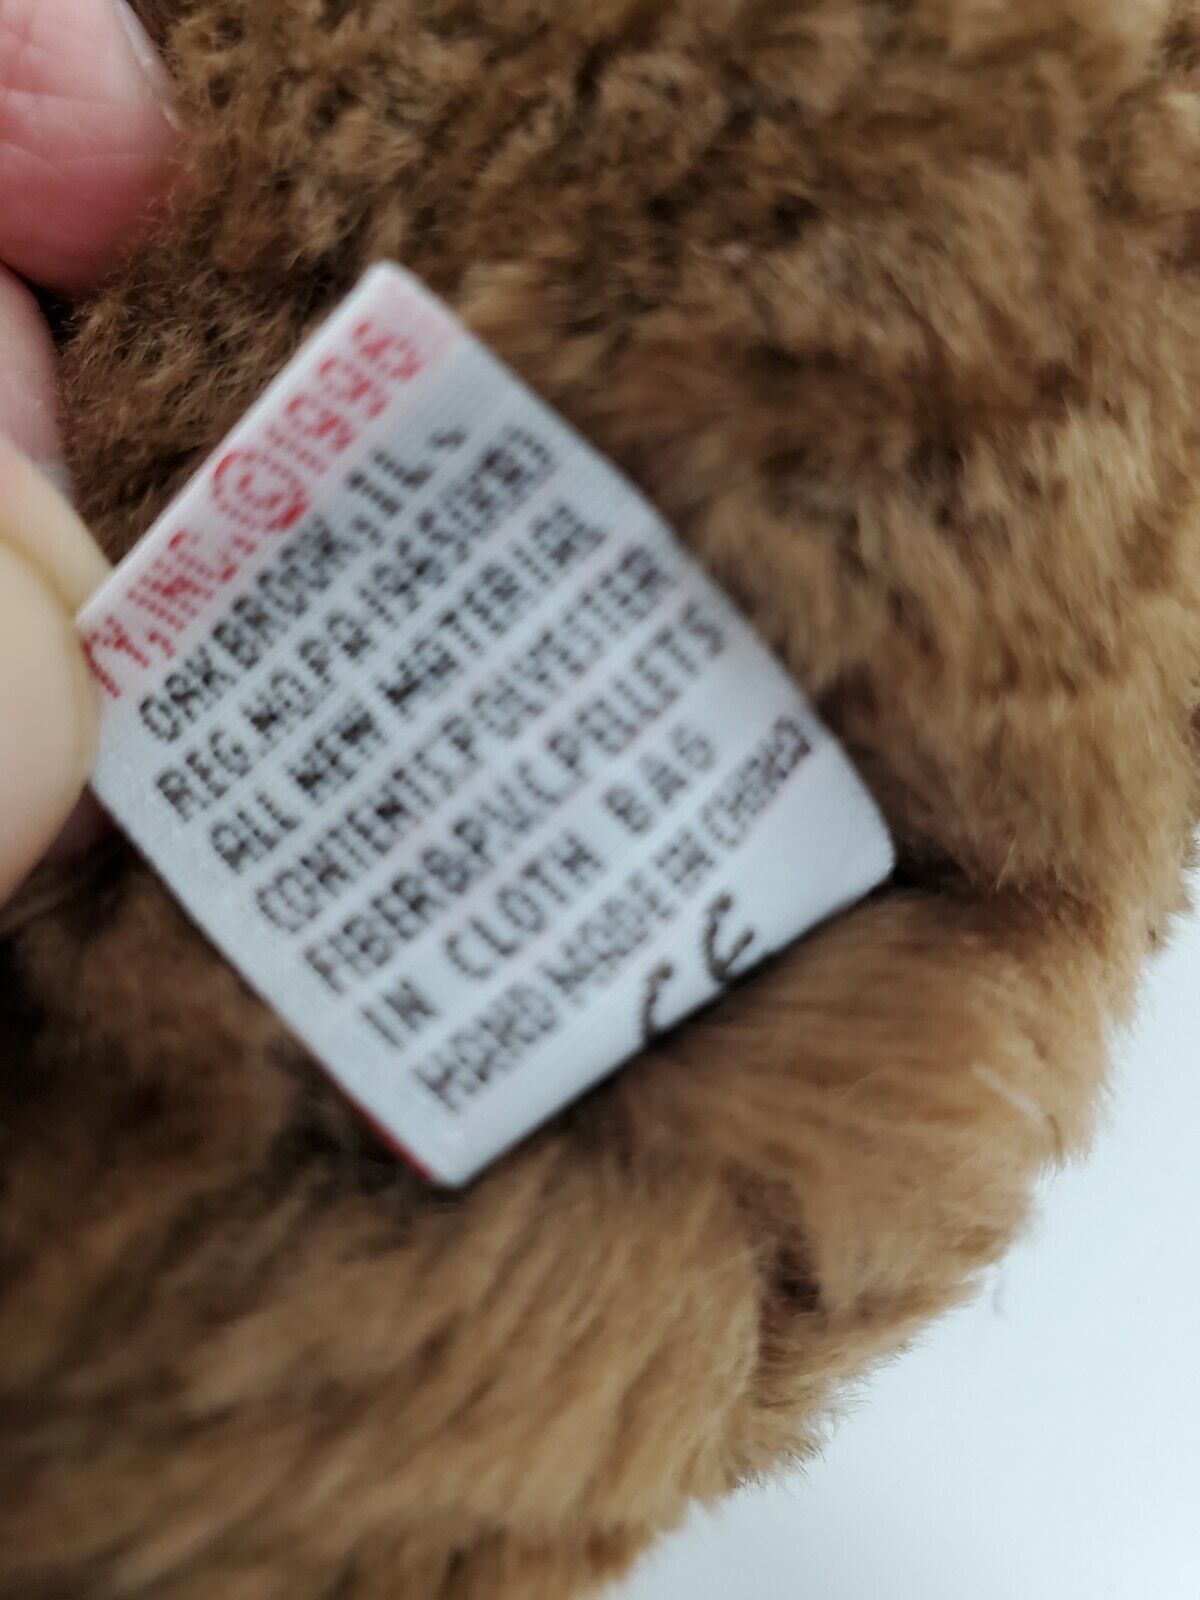 TY, INC. © 1996
OAKBROOK, IL.
REG. NO. PA. 1965(KR)
ALL NEW MATERIAL
CONTENTS: POLYESTER
FIBER & P.V.C. PELLETS
IN CLOTH BAG
HAND MADE IN CHINA
CE